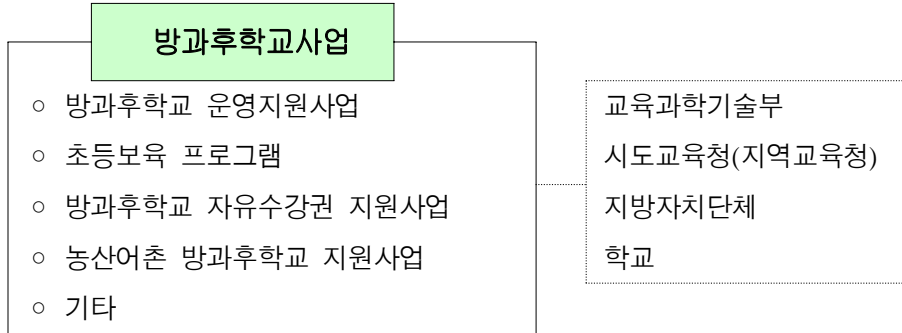 방과후학교사업
○ 방과후학교 운영지원사업
○ 초등보육 프로그램
○ 방과후학교 자유수강권 지원사업
○ 농산어촌 방과후학교 지원사업
○ 기타
교육과학기술부
시도교육청(지역교육청)
지방자치단체
학교